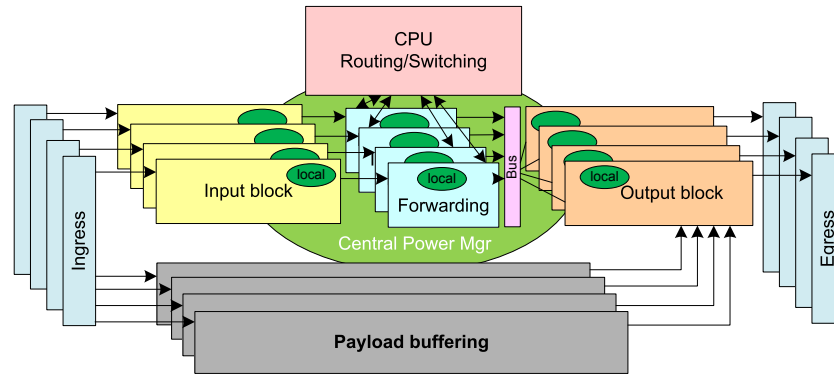 CPU
Routing/Switching
local
Input block
local
Forwarding
Bus
local
Output block
Ingress
Egress
Central Power Mgr
Payload buffering